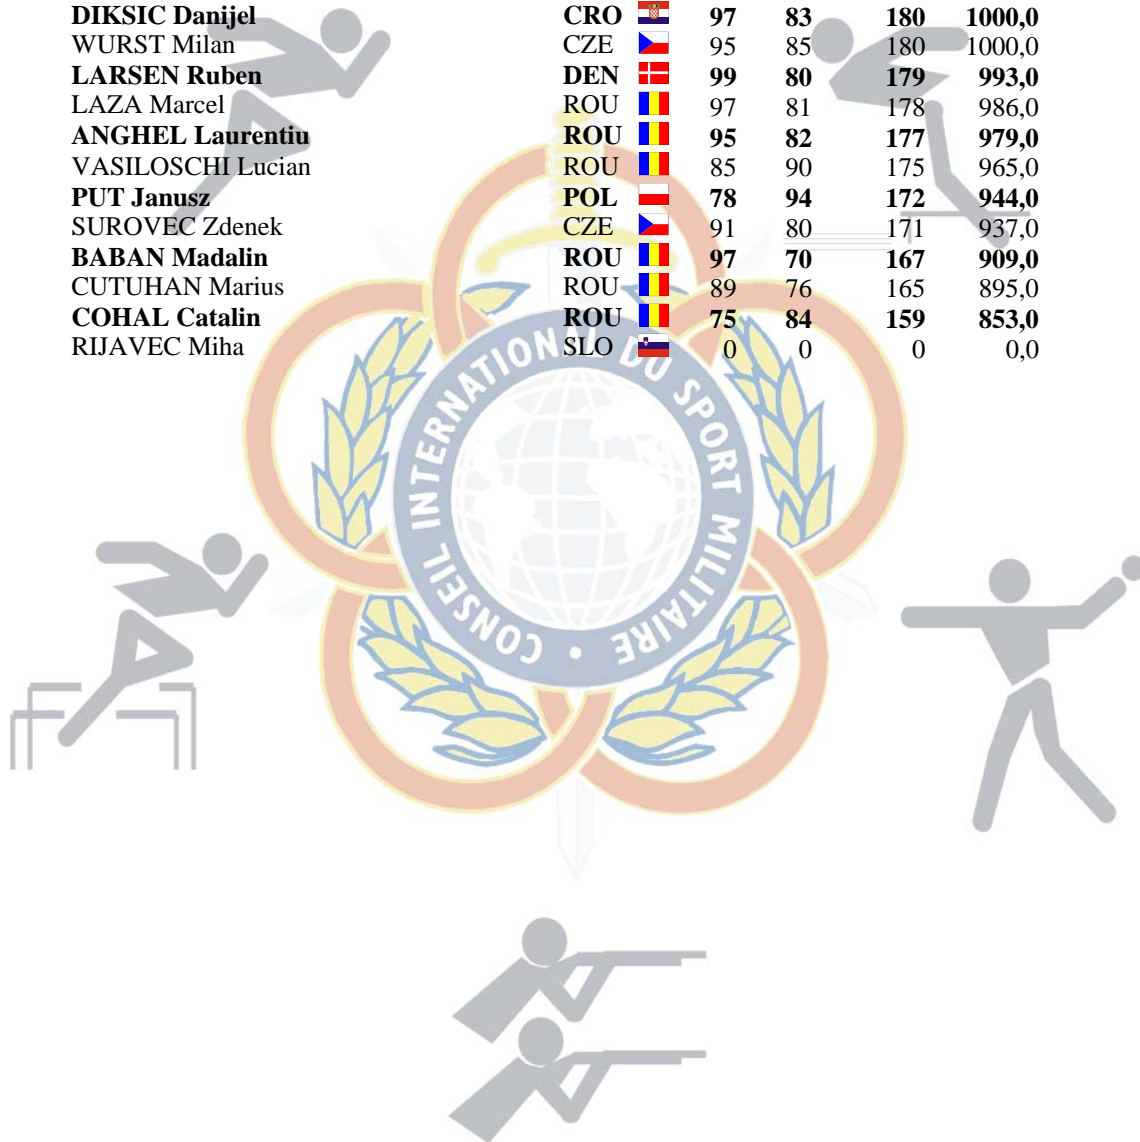 DIKSIC Danijel CRO 97 83 180 1000,0
WURST Milan CZE 95 85 180 1000,0
LARSEN Ruben DEN 99 80 179 993,0
LAZA Marcel ROU 97 81 178 986,0
ANGHEL Laurentiu ROU 95 82 177 979,0
VASILOSCHI Lucian ROU 85 90 175 965,0
PUT Janusz POL 78 94 172 944,0
SUROVEC Zdenek CZE 91 80 171 937,0
BABAN Madalin ROU 97 70 167 909,0
CUTUHAN Marius ROU 89 76 165 895,0
COHAL Catalin ROU 75 84 159 853,0
RIJAVEC Miha SLO 0 0 0 0,0
CONSEIL INTERNATIONAL DU SPORT MILITAIRE •